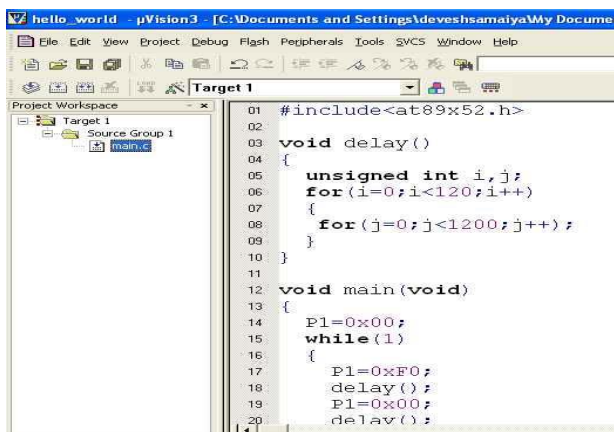 hello_world - µVision3 - [C:\Documents and Settings\deveshsamaiya\My Docume
File Edit View Project Debug Flash Peripherals Tools SVCS Window Help
Target 1
Project Workspace
Target 1
Source Group 1
main.c
01 #include<at89x52.h>
02
03 void delay()
04 {
05 unsigned int i,j;
06 for(i=0;i<120;i++)
07 {
08 for(j=0;j<1200;j++);
09 }
10 }
11
12 void main(void)
13 {
14 P1=0x00;
15 while(1)
16 {
17 P1=0xF0;
18 delay();
19 P1=0x00;
20 delay();